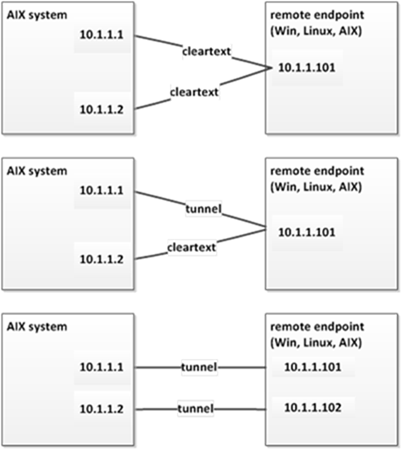 AIX system
10.1.1.1
10.1.1.2
cleartext
cleartext
remote endpoint
(Win, Linux, AIX)
10.1.1.101
AIX system
10.1.1.1
10.1.1.2
tunnel
cleartext
remote endpoint
(Win, Linux, AIX)
10.1.1.101
AIX system
10.1.1.1
10.1.1.2
tunnel
tunnel
remote endpoint
(Win, Linux, AIX)
10.1.1.101
10.1.1.102